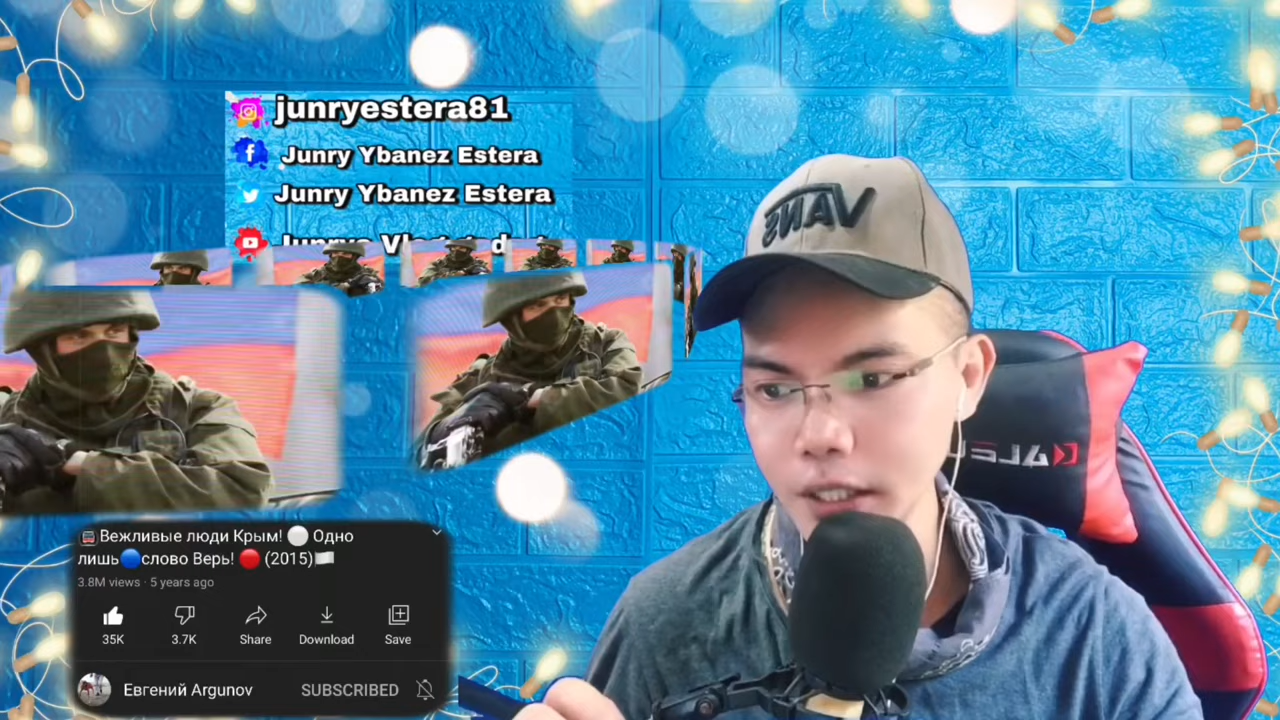 junryestera81
Junry Ybanez Estera
Junry Ybanez Estera
VANS
Вежливые люди Крым! Одно
лишь слово Верь! (2015)
3.8M views · 5 years ago
35K
3.7K
Share
Download
Save
Евгений Argunov
SUBSCRIBED